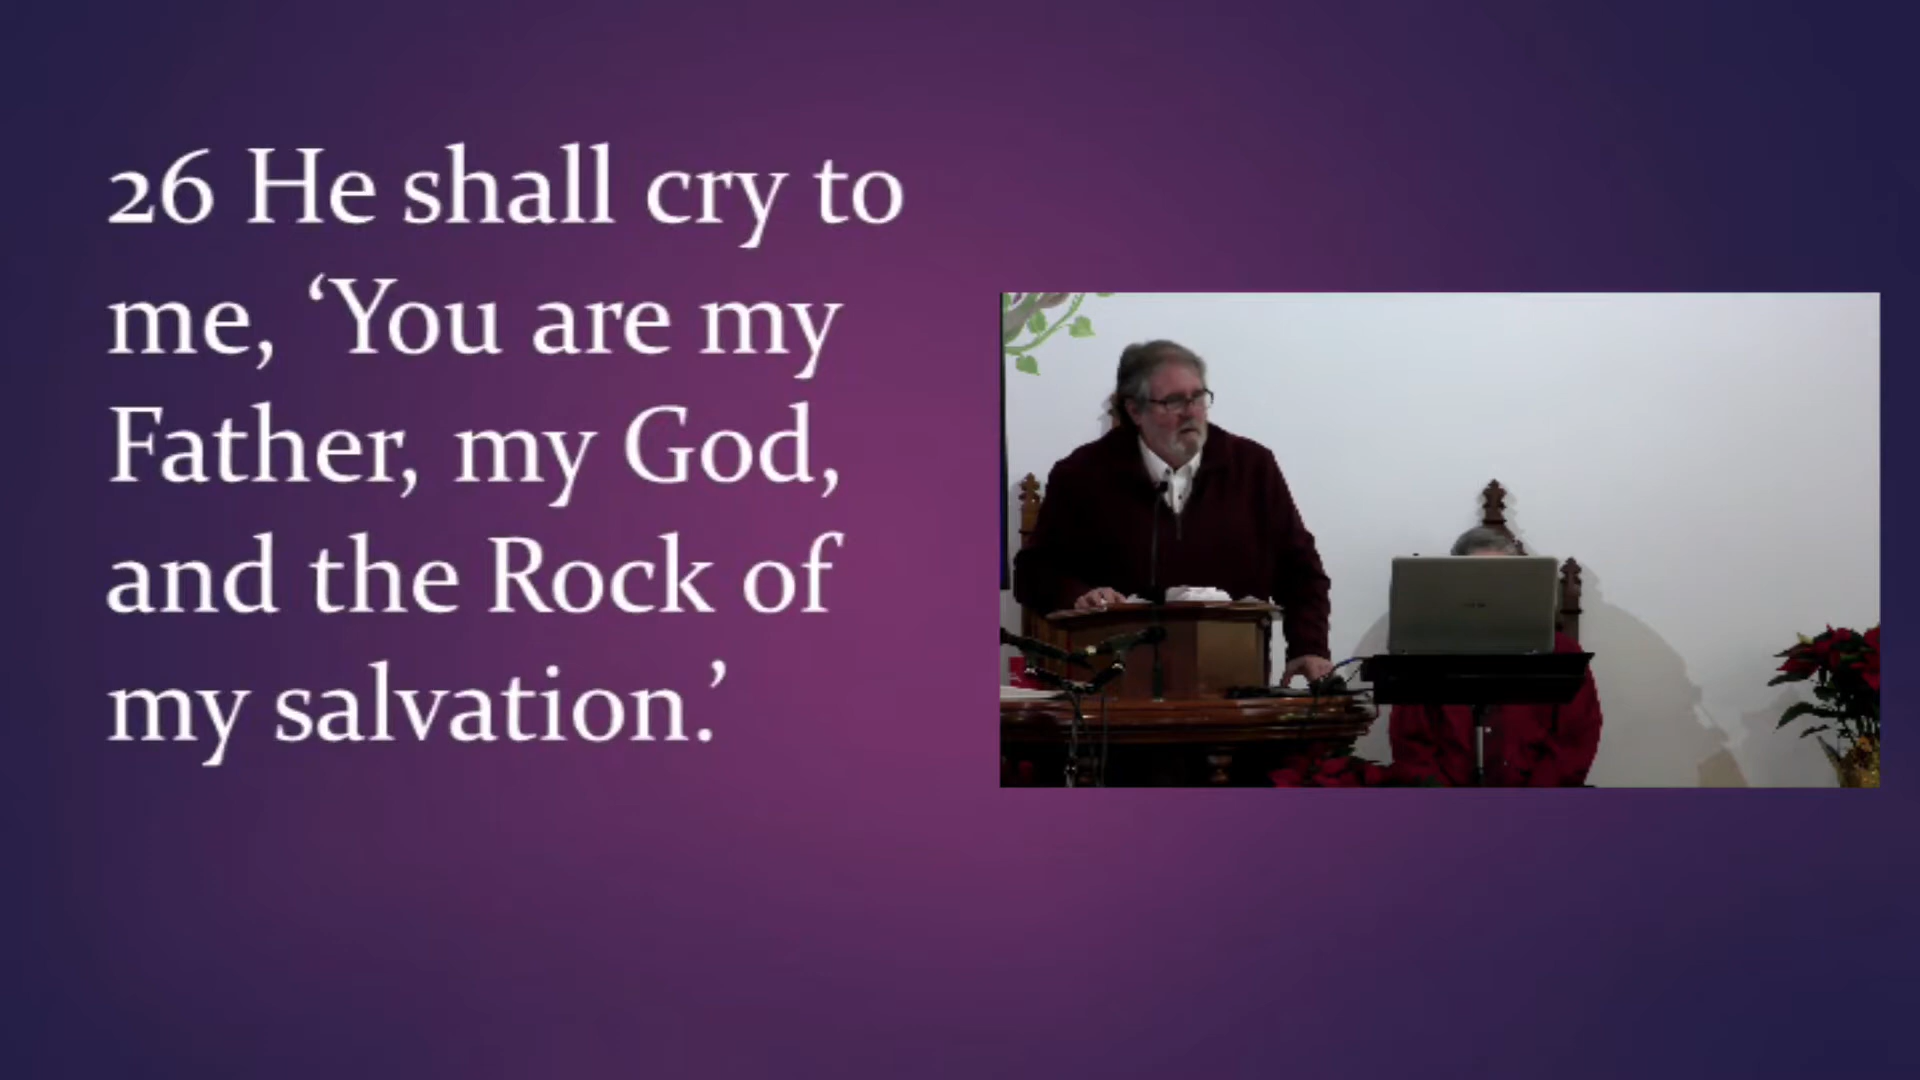 26 He shall cry to
me, ‘You are my
Father, my God,
and the Rock of
my salvation.’